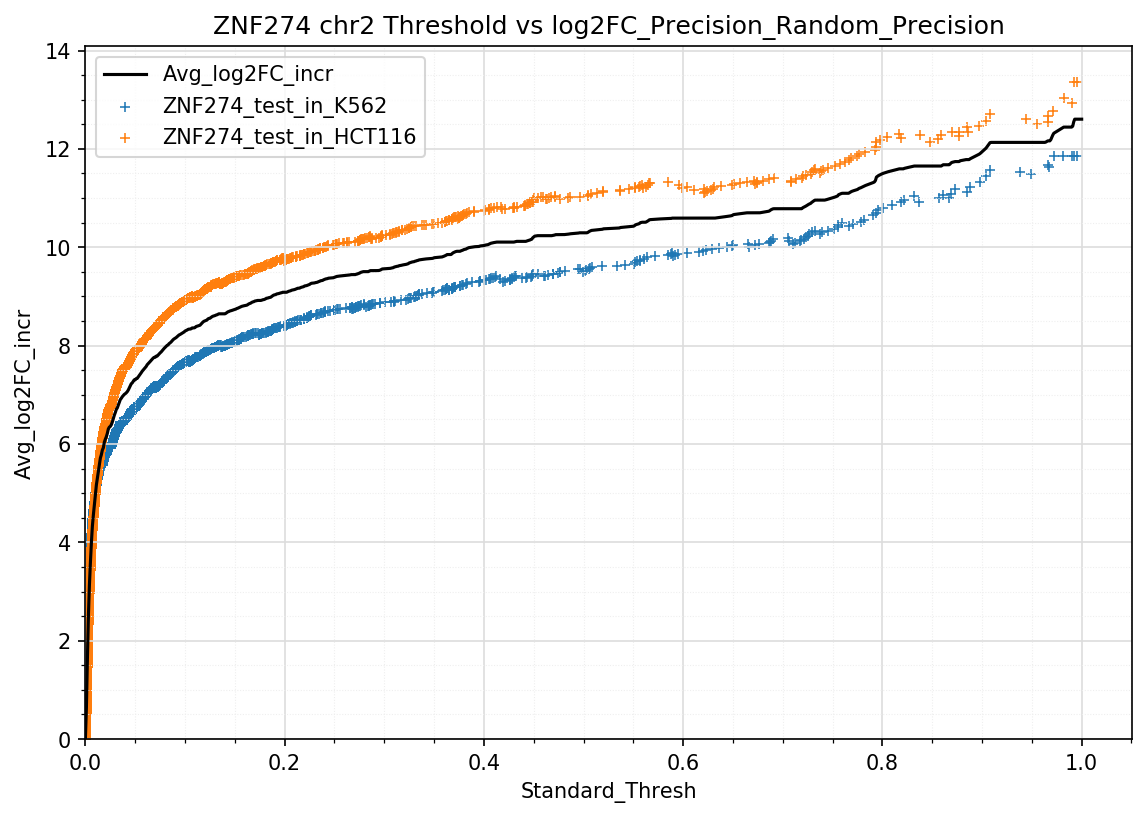 ZNF274 chr2 Threshold vs log2FC_Precision_Random_Precision
Avg_log2FC_incr
ZNF274_test_in_K562
ZNF274_test_in_HCT116
14
12
10
8
6
4
2
0
Avg_log2FC_incr
0.0 0.2 0.4 0.6 0.8 1.0
Standard_Thresh